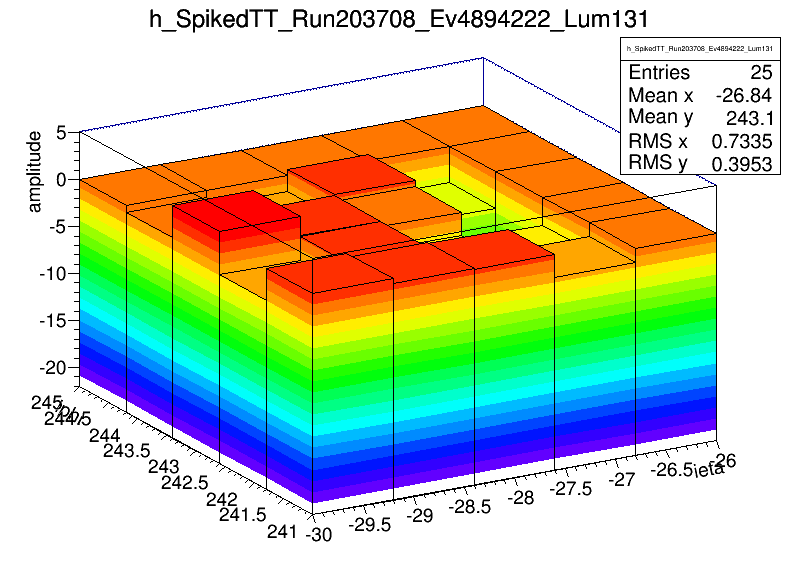 h_SpikedTT_Run203708_Ev4894222_Lum131
h_SpikedTT_Run203708_Ev4894222_Lum131
Entries 25
Mean x -26.84
Mean y 243.1
RMS x 0.7335
RMS y 0.3953
amplitude
5
0
-5
-10
-15
-20
245
244.5
244
243.5
243
242.5
242
241.5
241
-30
-29.5
-29
-28.5
-28
-27.5
-27
-26.5
-26
ieta